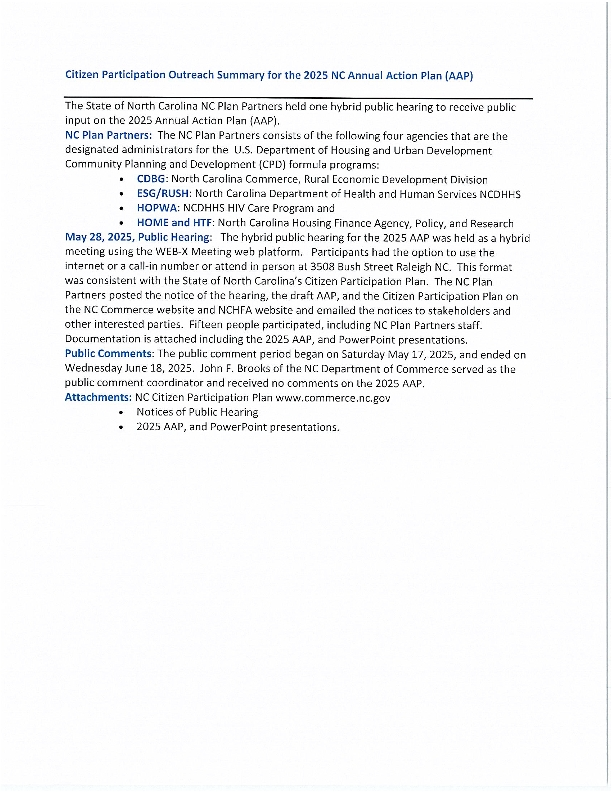 Citizen Participation Outreach Summary for the 2025 NC Annual Action Plan (AAP)
The State of North Carolina NC Plan Partners held one hybrid public hearing to receive public
input on the 2025 Annual Action Plan (AAP).
NC Plan Partners:  The NC Plan Partners consists of the following four agencies that are the
designated administrators for the  U.S. Department of Housing and Urban Development
Community Planning and Development (CPD) formula programs:
• CDBG: North Carolina Commerce, Rural Economic Development Division
• ESG/RUSH: North Carolina Department of Health and Human Services NCDHHS
• HOPWA: NCDHHS HIV Care Program and
• HOME and HTF: North Carolina Housing Finance Agency, Policy, and Research
May 28, 2025, Public Hearing:   The hybrid public hearing for the 2025 AAP was held as a hybrid
meeting using the WEB-X Meeting web platform.   Participants had the option to use the
internet or a call-in number or attend in person at 3508 Bush Street Raleigh NC.  This format
was consistent with the State of North Carolina's Citizen Participation Plan.  The NC Plan
Partners posted the notice of the hearing, the draft AAP, and the Citizen Participation Plan on
the NC Commerce website and NCHFA website and emailed the notices to stakeholders and
other interested parties.  Fifteen people participated, including NC Plan Partners staff.
Documentation is attached including the 2025 AAP, and PowerPoint presentations.
Public Comments: The public comment period began on Saturday May 17, 2025, and ended on
Wednesday June 18, 2025.  John F. Brooks of the NC Department of Commerce served as the
public comment coordinator and received no comments on the 2025 AAP.
Attachments: NC Citizen Participation Plan www.commerce.nc.gov
• Notices of Public Hearing
• 2025 AAP, and PowerPoint presentations.